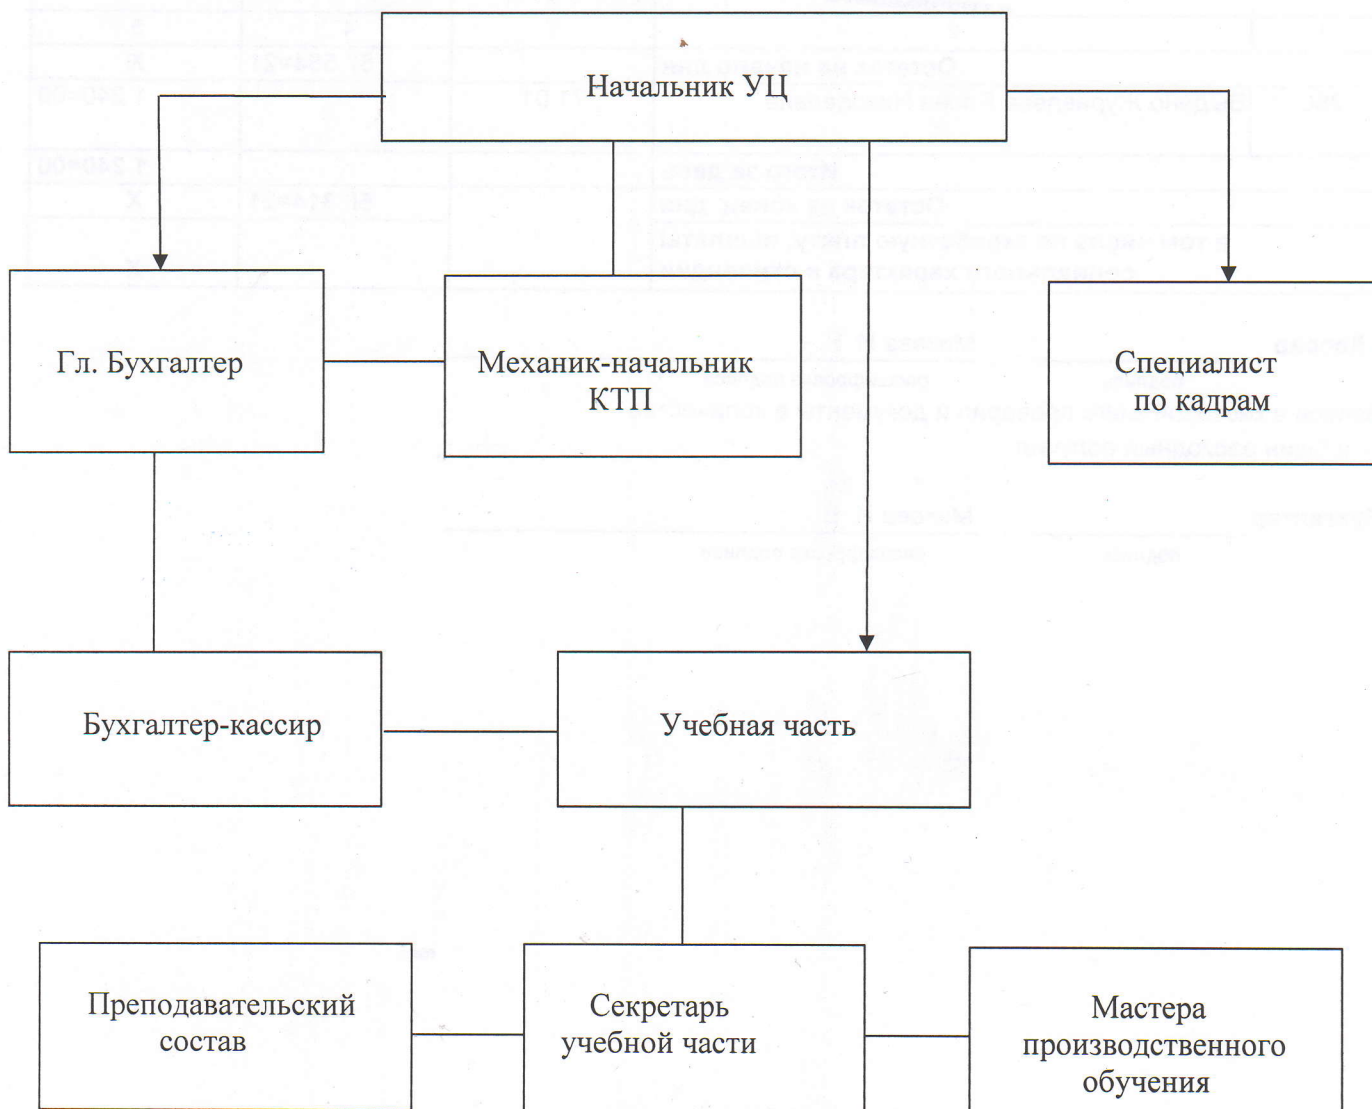 Начальник УЦ
Гл. Бухгалтер
Механик-начальник
КТП
Специалист
по кадрам
Бухгалтер-кассир
Учебная часть
Преподавательский
состав
Секретарь
учебной части
Мастера
производственного
обучения